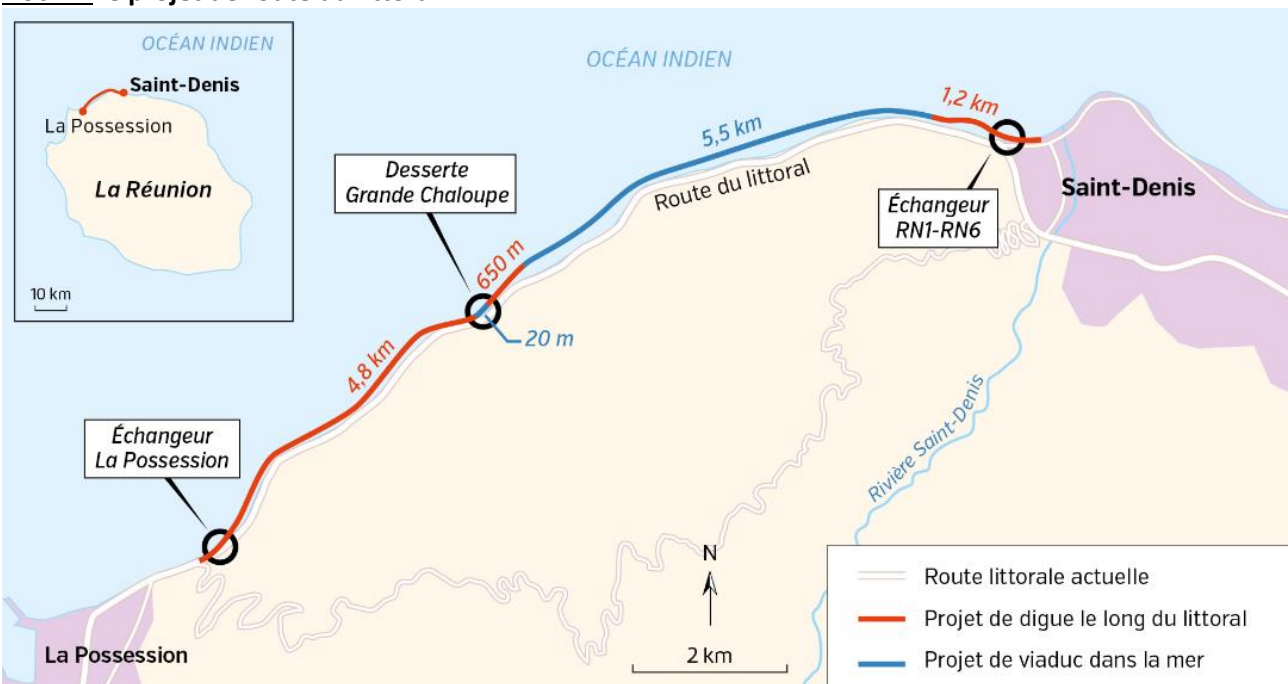 OCÉAN INDIEN
Saint-Denis
La Possession
La Réunion
10 km
OCÉAN INDIEN
1,2 km
5,5 km
Desserte
Grande Chaloupe
Route du littoral
Échangeur
RN1-RN6
Saint-Denis
650 m
20 m
4,8 km
Échangeur
La Possession
Rivière Saint-Denis
N
2 km
La Possession
Route littorale actuelle
Projet de digue le long du littoral
Projet de viaduc dans la mer